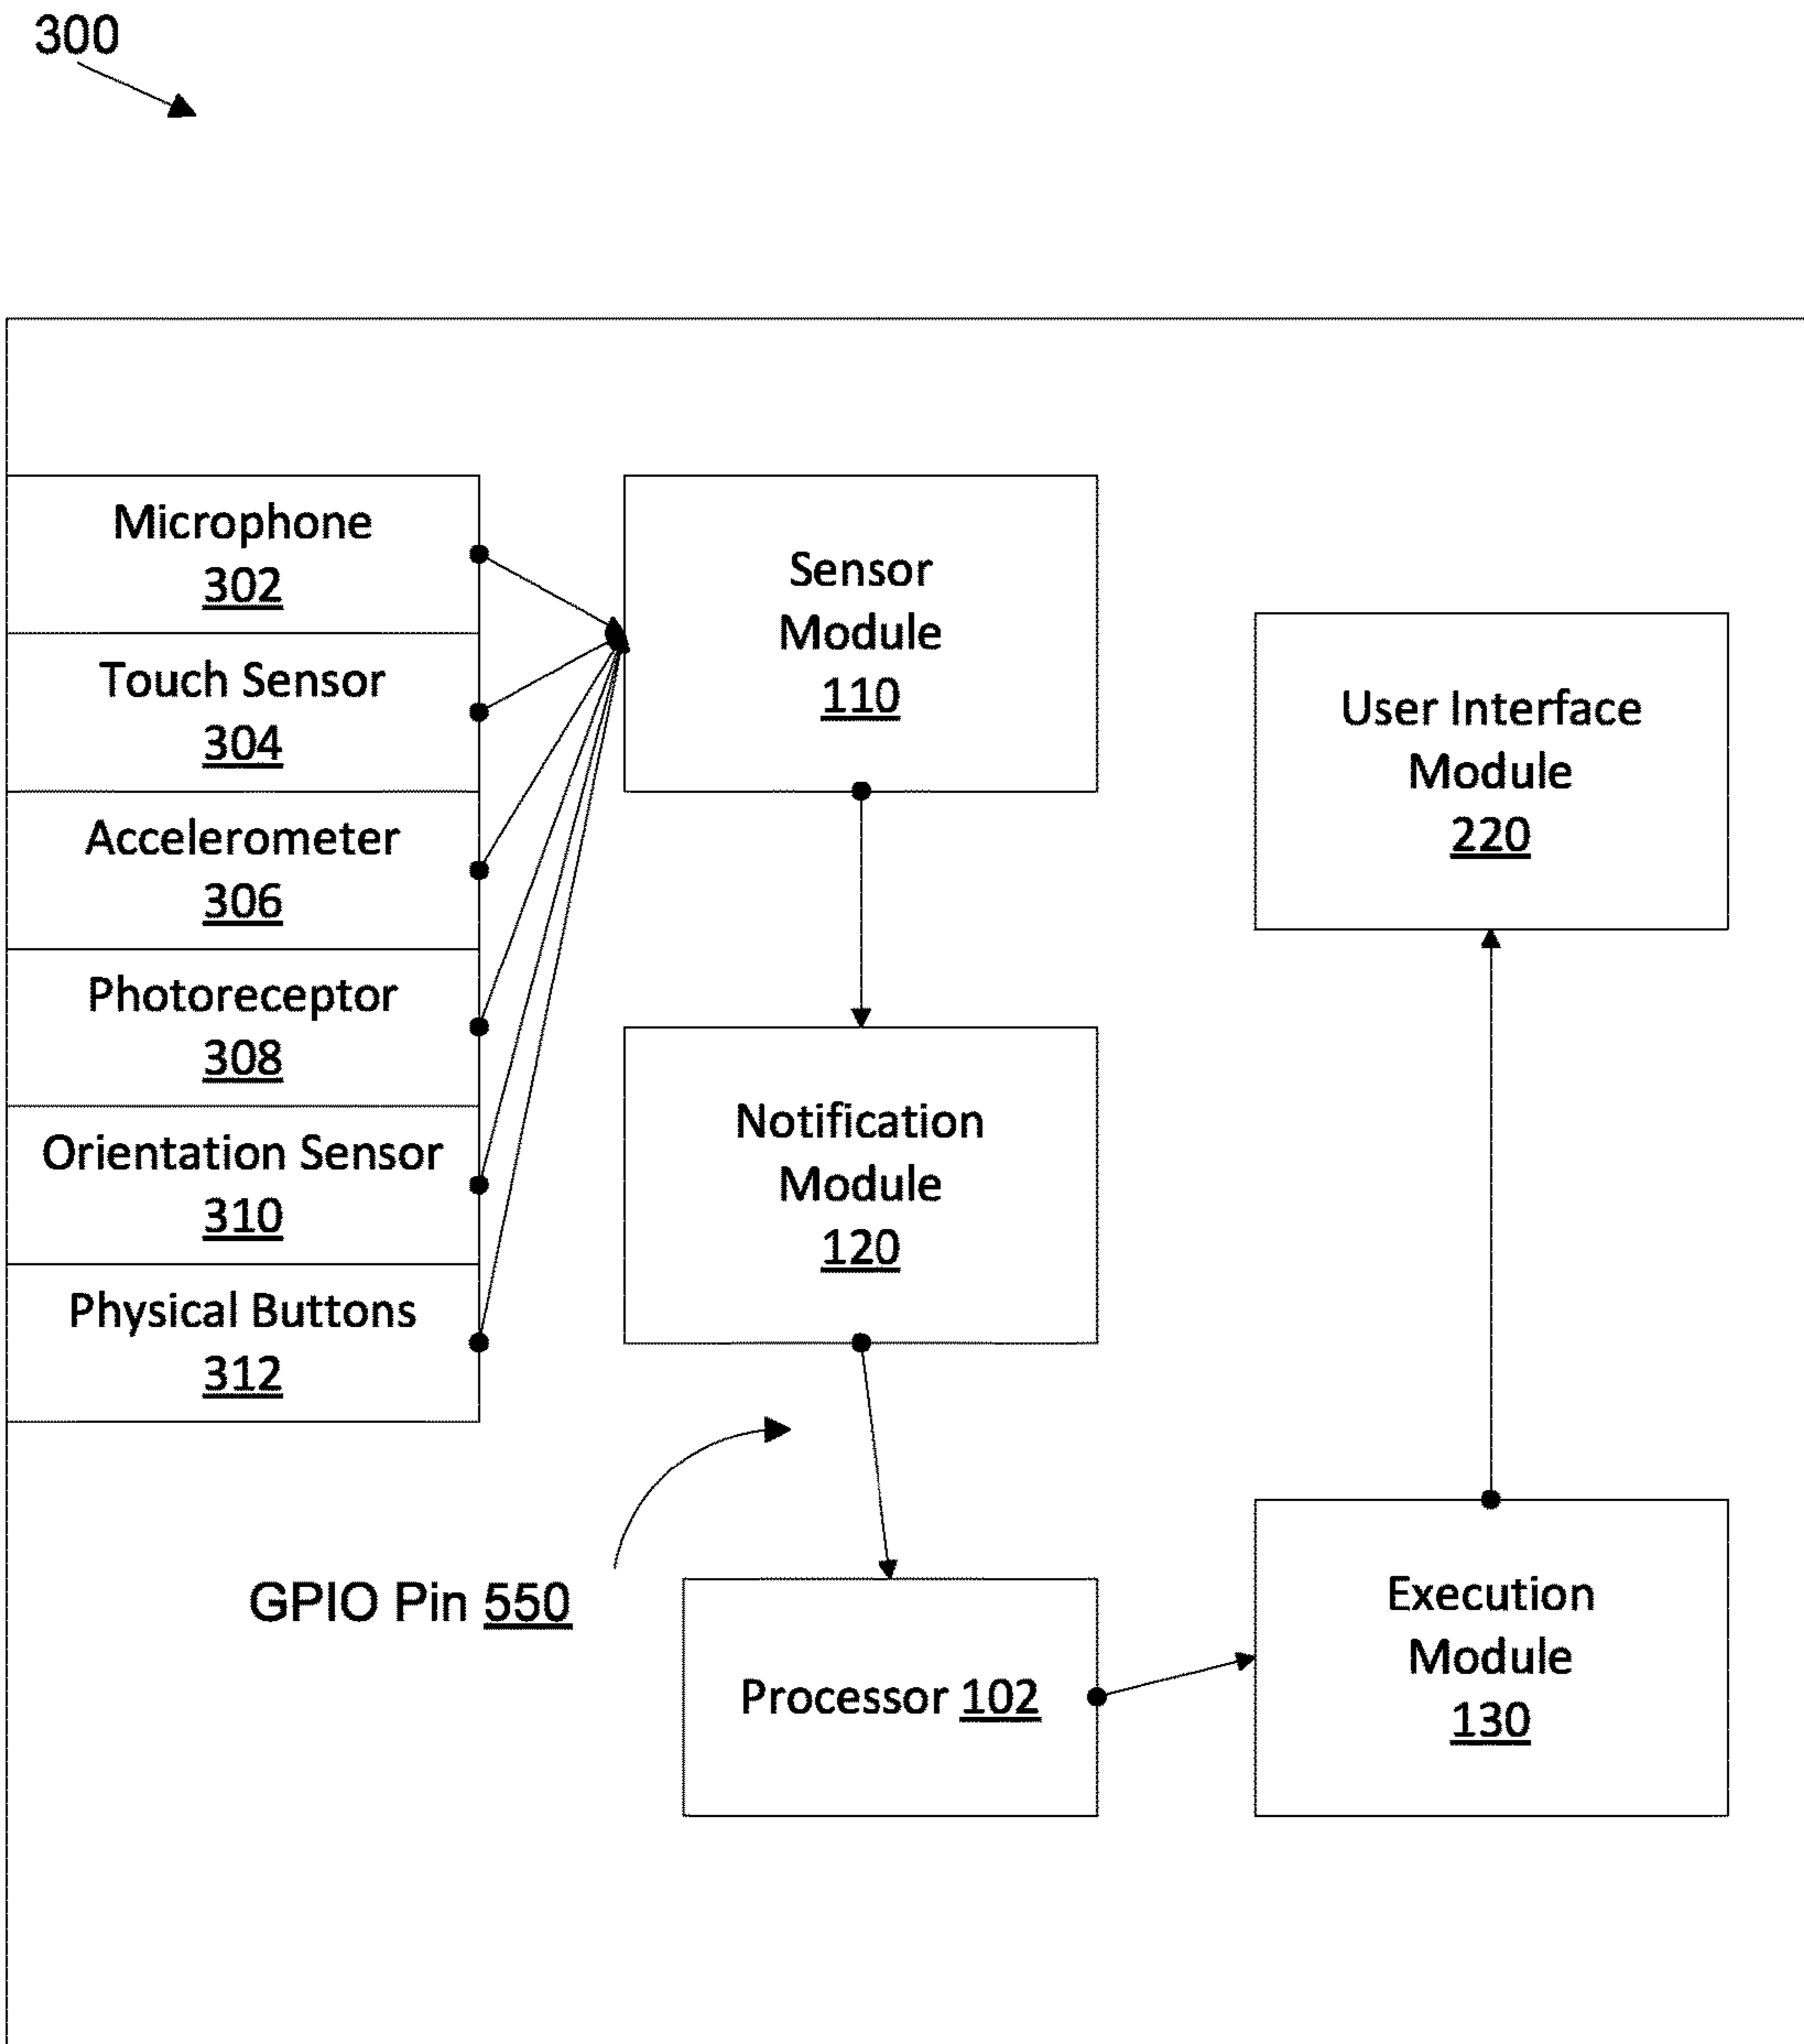 300
Microphone
302
Touch Sensor
304
Accelerometer
306
Photoreceptor
308
Orientation Sensor
310
Physical Buttons
312
Sensor
Module
110
Notification
Module
120
GPIO Pin 550
Processor 102
User Interface
Module
220
Execution
Module
130